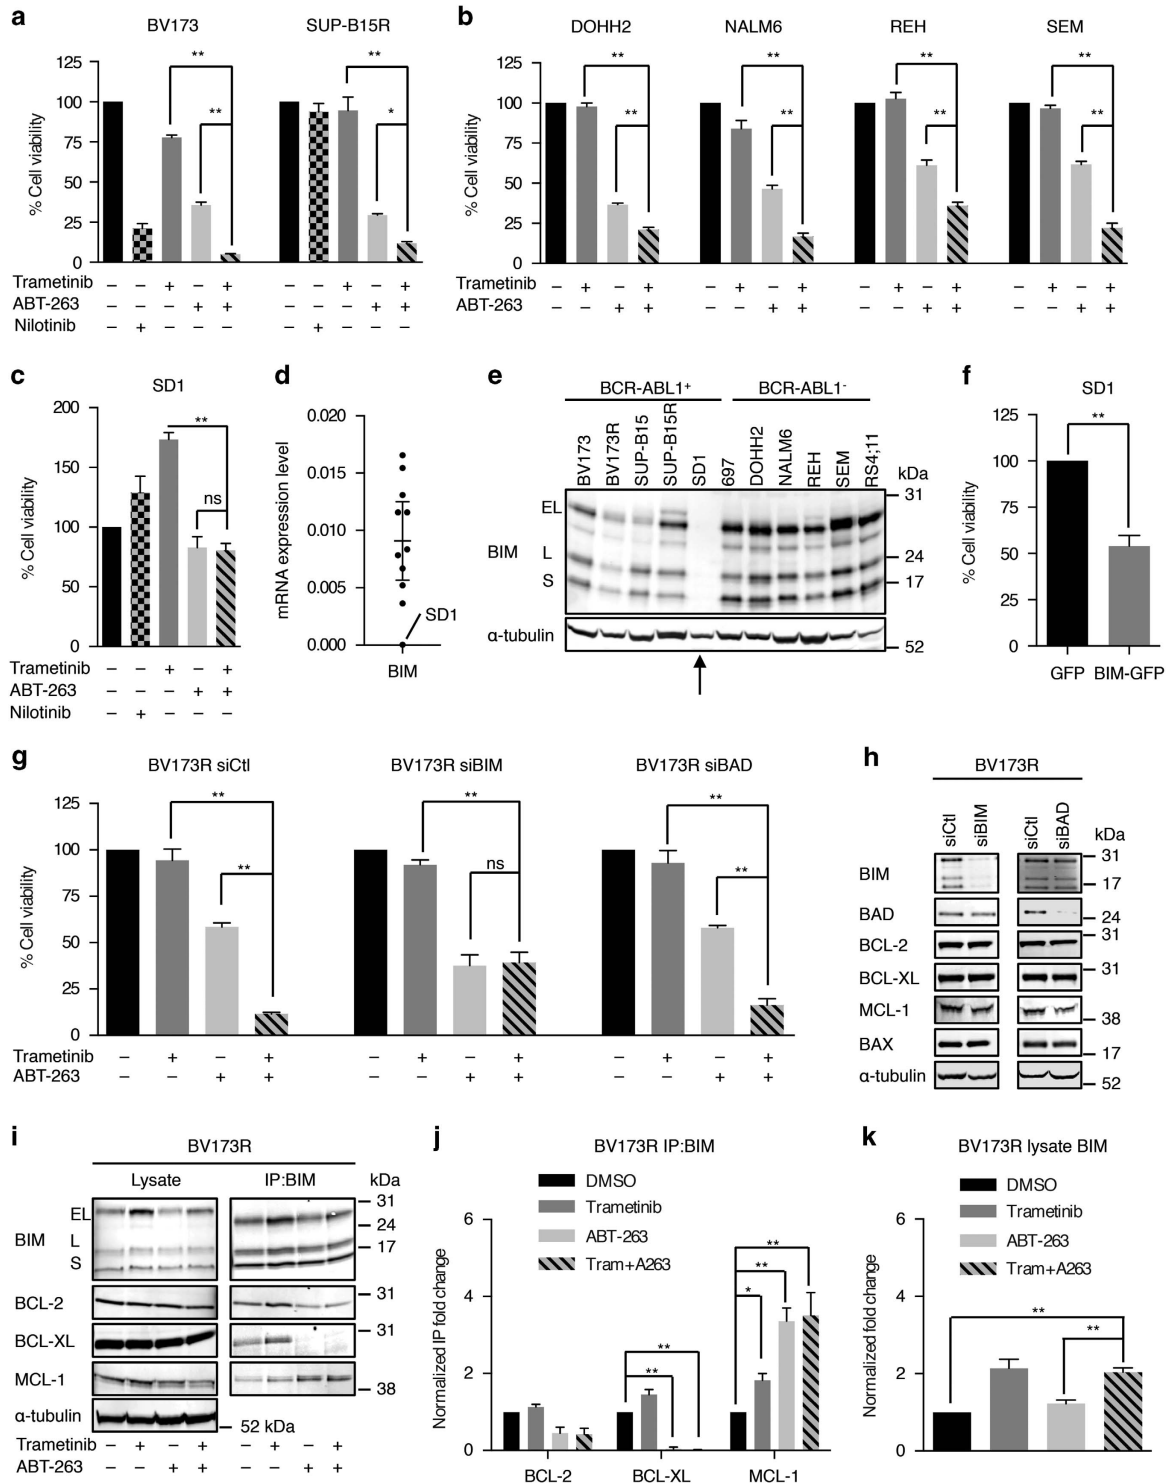 a
BV173 SUP-B15R
% Cell viability
125
100
75
50
25
0
** ** ** *
Trametinib – – + – + – – + – +
ABT-263 – – – + + – – – + +
Nilotinib – + – – – – + – – –
b
DOHH2 NALM6 REH SEM
% Cell viability
125
100
75
50
25
0
** ** ** **
** ** ** **
Trametinib – + – + – + – + – + – + – + – +
ABT-263 – – + + – – + + – – + + – – + +
c
SD1
% Cell viability
200
150
100
50
0
**
ns
Trametinib – – + – +
ABT-263 – – – + +
Nilotinib – + – – –
d
mRNA expression level
0.020
0.015
0.010
0.005
0.000
SD1
BIM
e
BCR-ABL1+ BCR-ABL1-
BV173 BV173R SUP-B15 SUP-B15R SD1 697 DOHH2 NALM6 REH SEM RS4;11
kDa
31
EL
BIM L
24
S
17
α-tubulin
52
f
SD1
% Cell viability
125
100
75
50
25
0
**
GFP BIM-GFP
g
BV173R siCtl BV173R siBIM BV173R siBAD
% Cell viability
125
100
75
50
25
0
** ** **
** ns **
Trametinib – + – + – + – + – + – +
ABT-263 – – + + – – + + – – + +
h
BV173R
siCtl siBIM siCtl siBAD
kDa
31
BIM
17
BAD
24
31
BCL-2
BCL-XL
31
MCL-1
38
BAX
17
α-tubulin
52
i
BV173R
Lysate IP:BIM kDa
31
EL
24
BIM L
17
S
31
BCL-2
31
BCL-XL
MCL-1
38
α-tubulin
52 kDa
Trametinib – + – + – + – +
ABT-263 – – + + – – + +
j
BV173R IP:BIM
DMSO
Trametinib
ABT-263
Tram+A263
Normalized IP fold change
6
4
2
0
** **
** ** *
BCL-2 BCL-XL MCL-1
k
BV173R lysate BIM
DMSO
Trametinib
ABT-263
Tram+A263
Normalized fold change
6
4
2
0
**
**